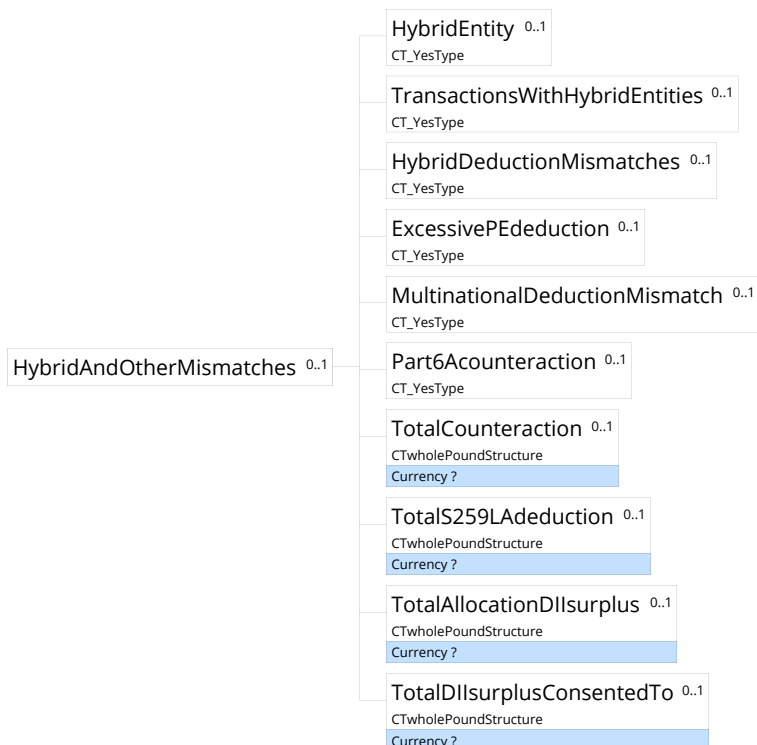 HybridEntity 0..1
CT_YesType
TransactionsWithHybridEntities 0..1
CT_YesType
HybridDeductionMismatches 0..1
CT_YesType
ExcessivePEdeduction 0..1
CT_YesType
MultinationalDeductionMismatch 0..1
CT_YesType
HybridAndOtherMismatches 0..1
Part6Acounteraction 0..1
CT_YesType
TotalCounteraction 0..1
CTwholePoundStructure
Currency ?
TotalS259LAdeduction 0..1
CTwholePoundStructure
Currency ?
TotalAllocationDIIsurplus 0..1
CTwholePoundStructure
Currency ?
TotalDIIsurplusConsentedTo 0..1
CTwholePoundStructure
Currency ?